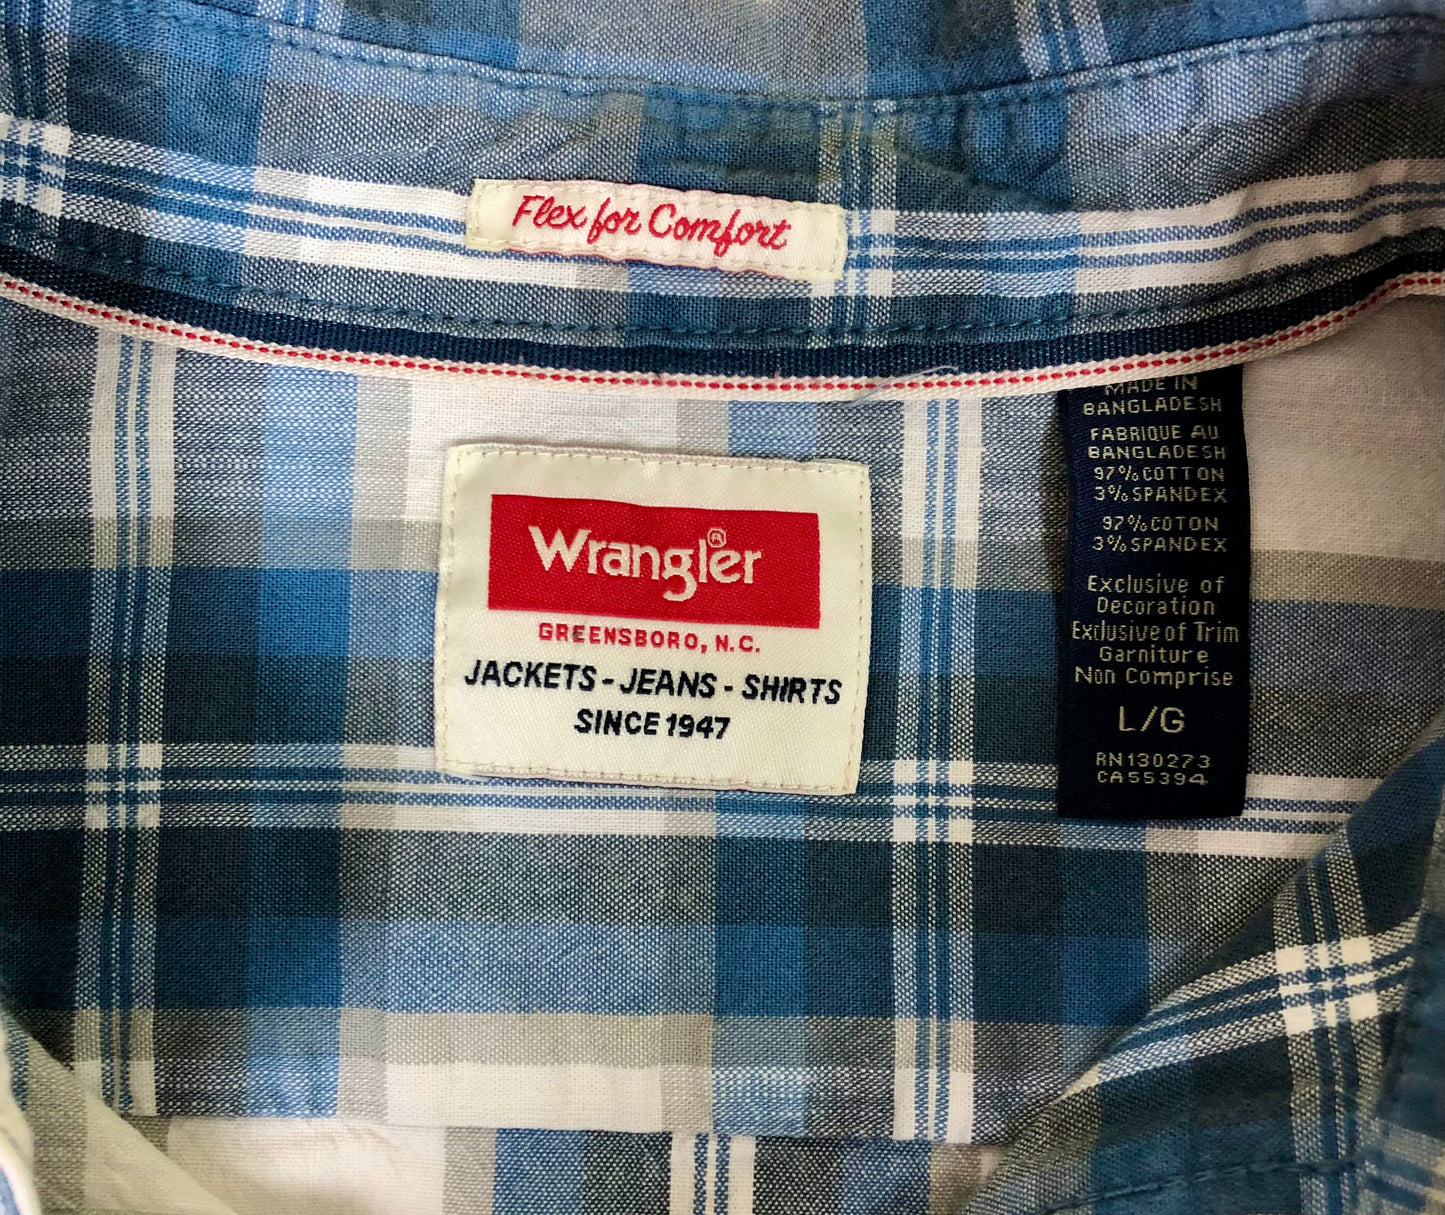 Flex for Comfort
Wrangler®
GREENSBORO, N.C.
JACKETS - JEANS - SHIRTS
SINCE 1947
MADE IN
BANGLADESH
FABRIQUE AU
BANGLADESH
97% COTTON
3% SPANDEX
97% COTON
3% SPANDEX
Exclusive of
Decoration
Exclusive of Trim
Garniture
Non Comprise
L/G
RN130273
CA55394